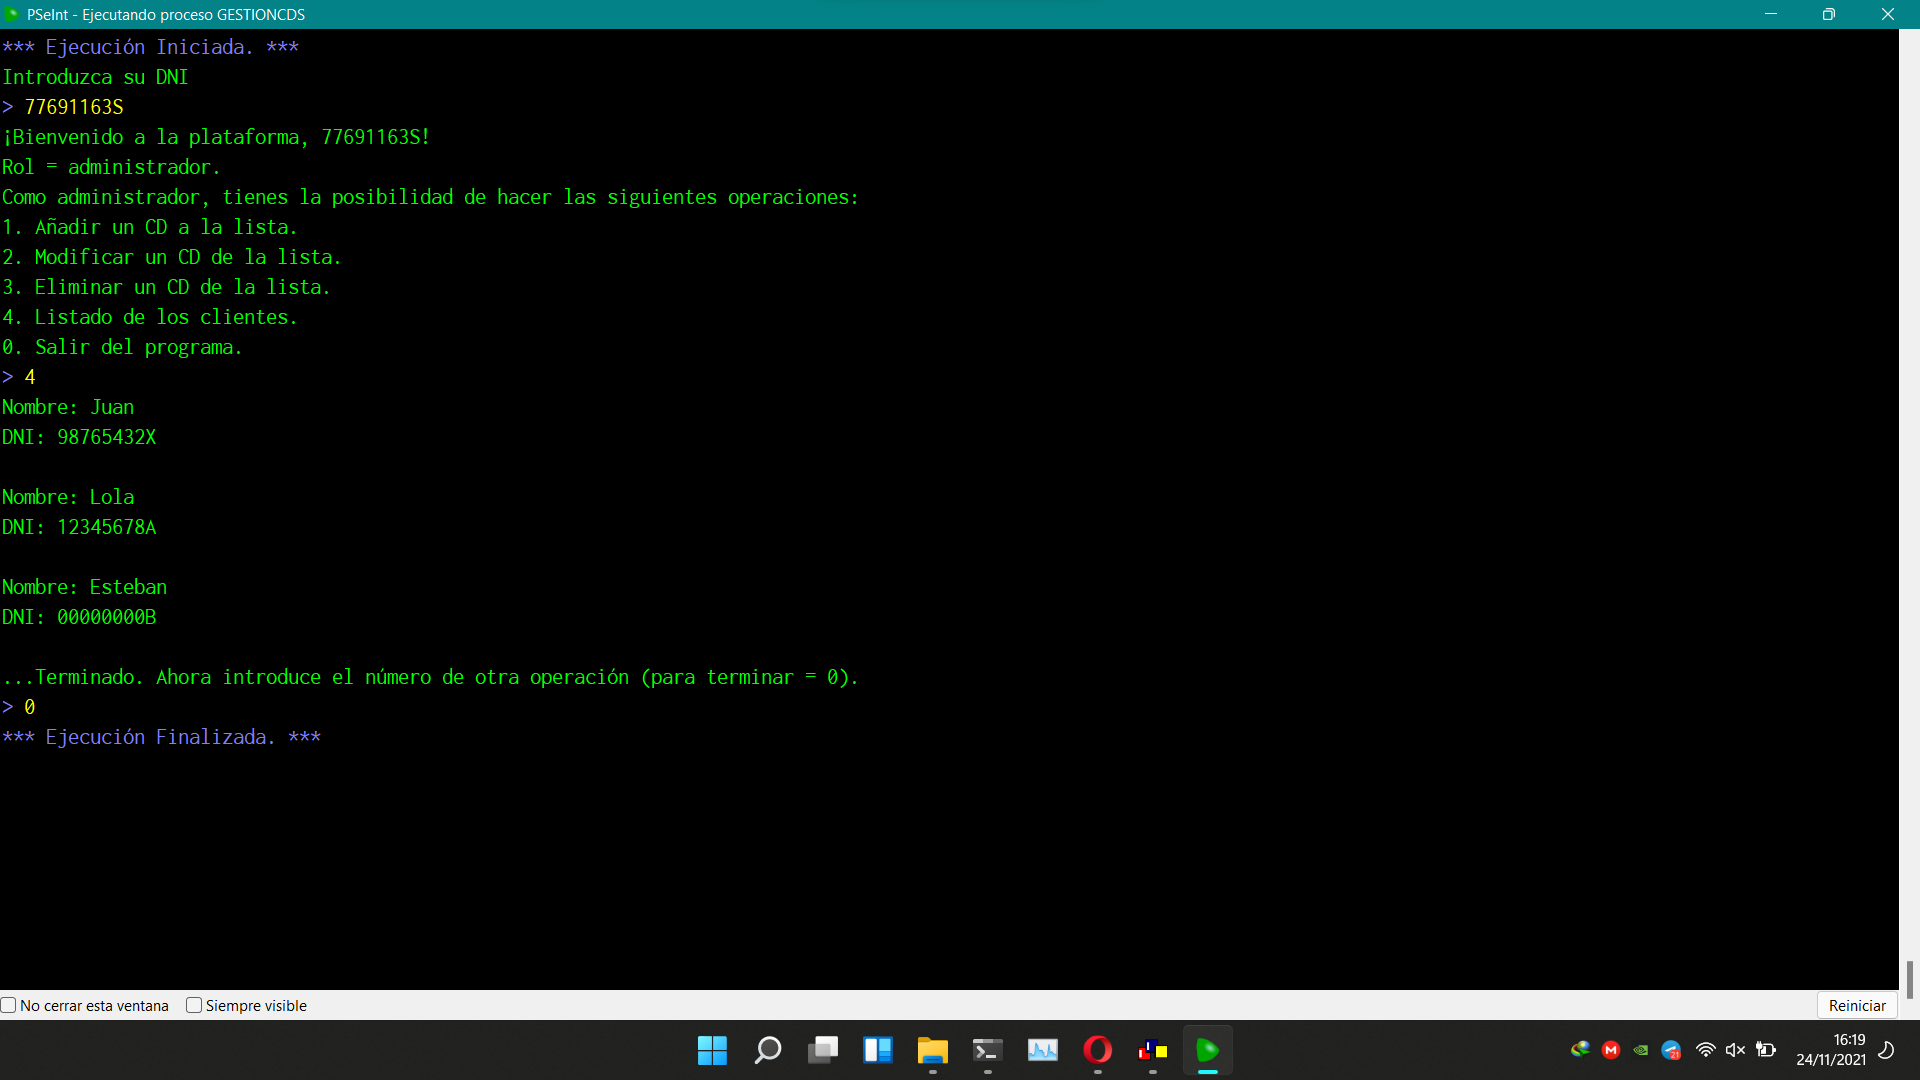 PSeInt - Ejecutando proceso GESTIONCDS
*** Ejecución Iniciada. ***
Introduzca su DNI
> 77691163S
¡Bienvenido a la plataforma, 77691163S!
Rol = administrador.
Como administrador, tienes la posibilidad de hacer las siguientes operaciones:
1. Añadir un CD a la lista.
2. Modificar un CD de la lista.
3. Eliminar un CD de la lista.
4. Listado de los clientes.
0. Salir del programa.
> 4
Nombre: Juan
DNI: 98765432X
Nombre: Lola
DNI: 12345678A
Nombre: Esteban
DNI: 00000000B
...Terminado. Ahora introduce el número de otra operación (para terminar = 0).
> 0
*** Ejecución Finalizada. ***
No cerrar esta ventana
Siempre visible
Reiniciar
M
21
16:19
24/11/2021